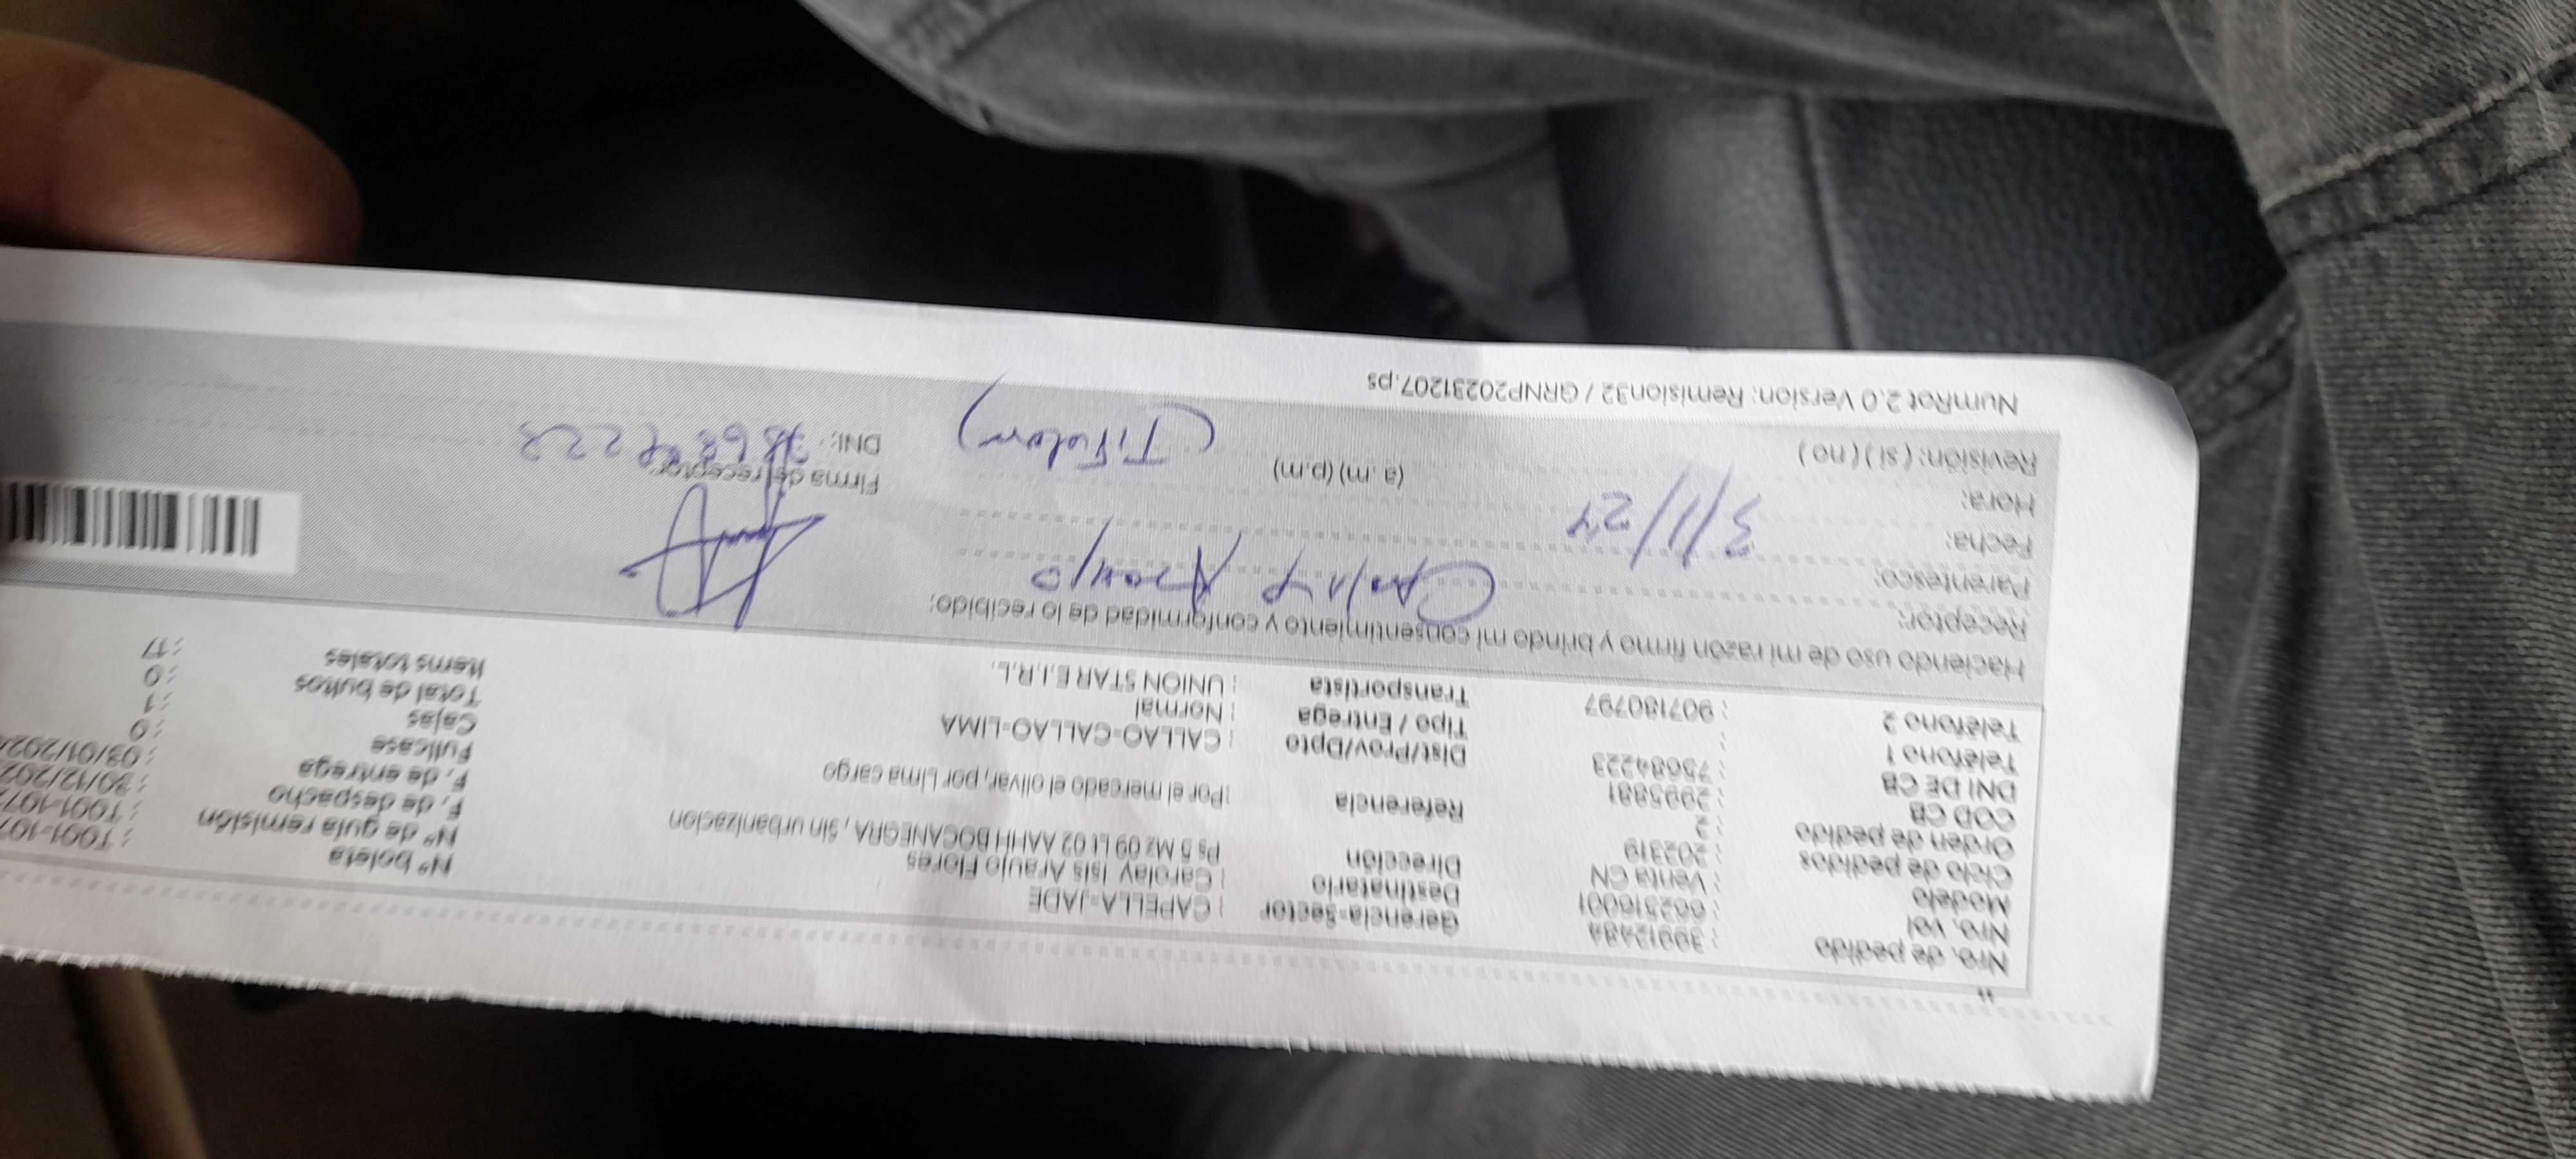 Nro. de pedido : 39912484 Gerencia-Sector : CAPELLA-JADE Nº boleta : T001-107
Nro. vol : 662516001 Destinatario : Carolay Isis Araujo Flores Nº de guía remisión : T001-107
Modelo : Venta CN Dirección Ps 5 Mz 09 Lt 02 AAHH BOCANEGRA , Sin urbanizacion F. de despacho : 30/12/202
Ciclo de pedidos : 202319 Referencia : Por el mercado el olivar, por Lima cargo F. de entrega : 03/01/202
Orden de pedido : 2 Dist/Prov/Dpto : CALLAO-CALLAO-LIMA Fullcase : 0
COD CB : 2995881 Tipo / Entrega : Normal Cajas : 1
DNI DE CB : 75684223 Transportista : UNION STAR E.I.R.L. Total de bultos : 0
Teléfono 1 : Items totales : 17
Teléfono 2 : 907180797
Haciendo uso de mi razón firmo y brindo mi consentimiento y conformidad de lo recibido:
Receptor: Araujo
Parentesco:
Fecha: 3/1/24 Firma del receptor:
Hora: (a .m) (p.m) (Titular) DNI:
Revisión: ( si ) ( no )
NumRot 2.0 Version: Remision32 / GRNP20231207.ps